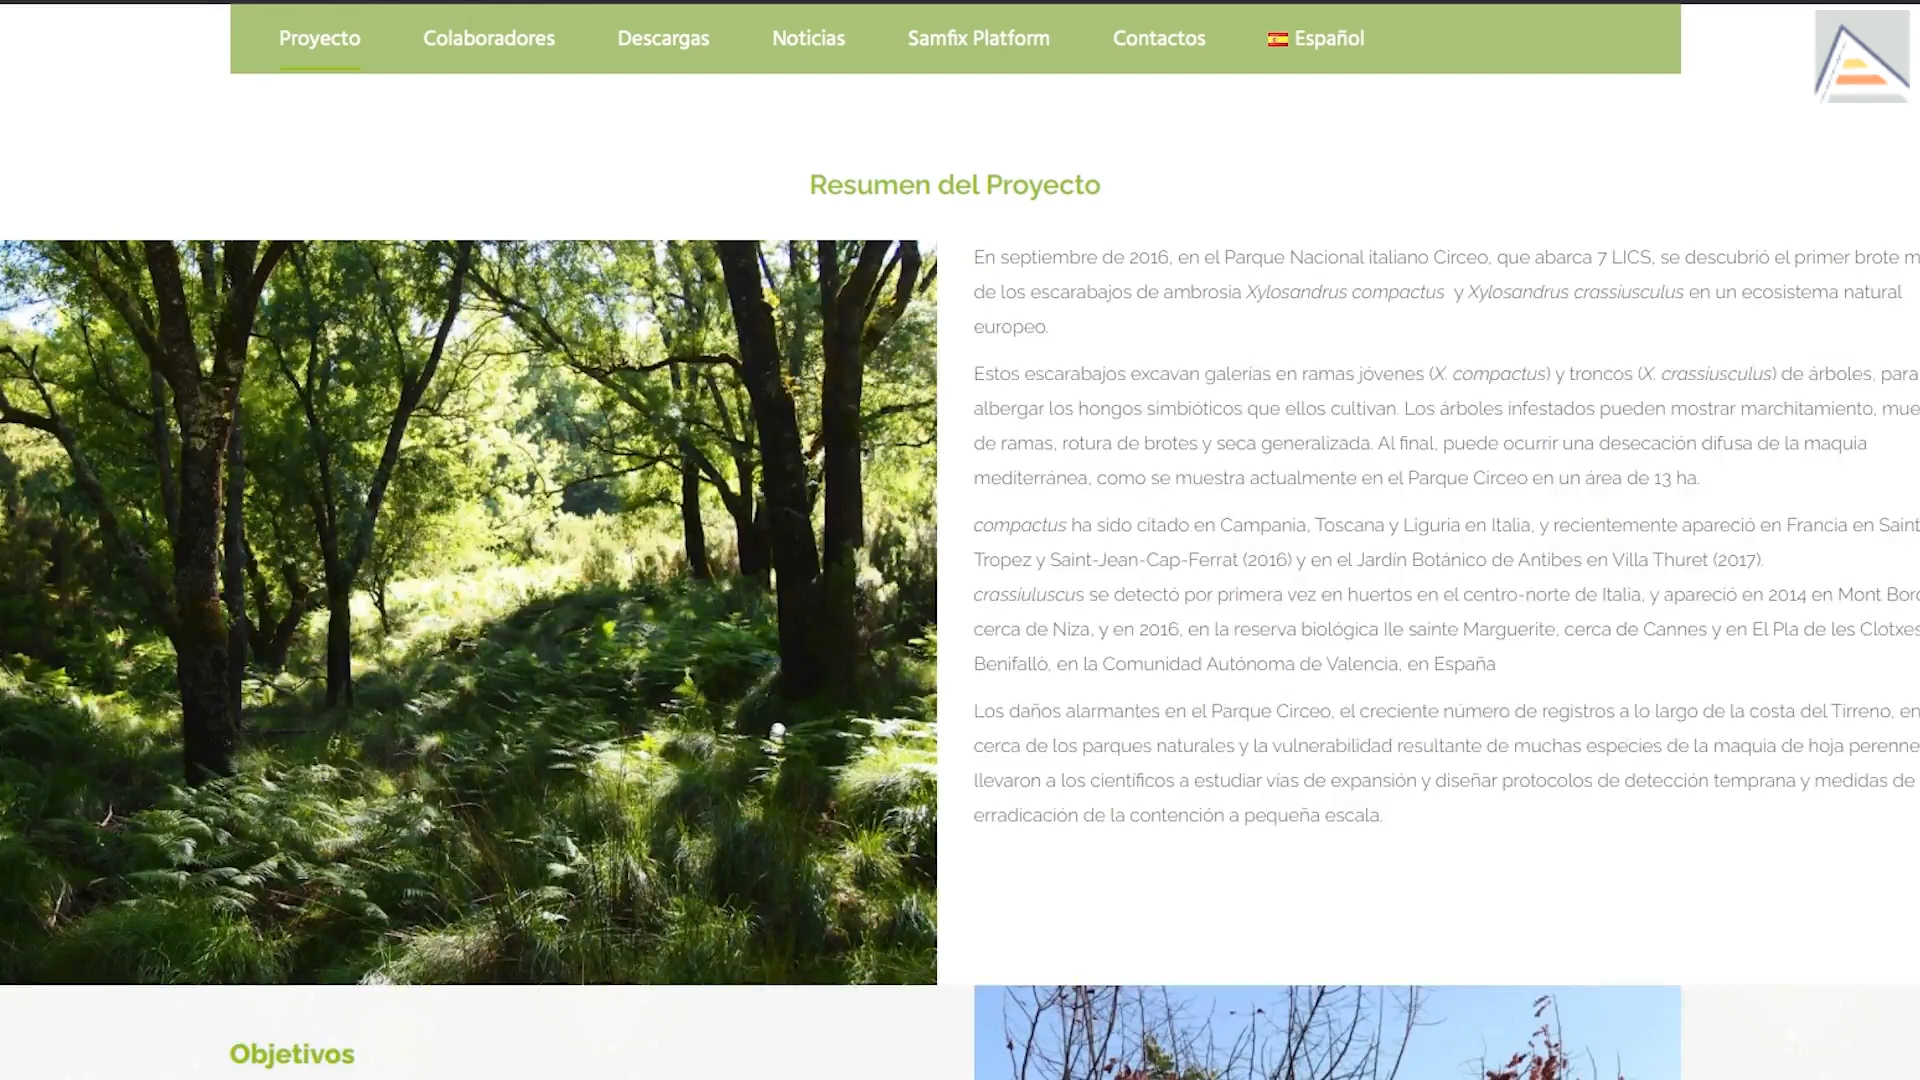 Proyecto Colaboradores Descargas Noticias Samfix Platform Contactos Español
Resumen del Proyecto
En septiembre de 2016, en el Parque Nacional italiano Circeo, que abarca 7 LICS, se descubrió el primer brote
de los escarabajos de ambrosia Xylosandrus compactus y Xylosandrus crassiusculus en un ecosistema natural
europeo.
Estos escarabajos excavan galerías en ramas jóvenes (X. compactus) y troncos (X. crassiusculus) de árboles, para
albergar los hongos simbióticos que ellos cultivan. Los árboles infestados pueden mostrar marchitamiento,
de ramas, rotura de brotes y seca generalizada. Al final, puede ocurrir una desecación difusa de la maquia
mediterránea, como se muestra actualmente en el Parque Circeo en un área de 13 ha.
compactus ha sido citado en Campania, Toscana y Liguria en Italia, y recientemente apareció en Francia en Saint
Tropez y Saint-Jean-Cap-Ferrat (2016) y en el Jardín Botánico de Antibes en Villa Thuret (2017).
crassiuluscus se detectó por primera vez en huertos en el centro-norte de Italia, y apareció en 2014 en Mont
cerca de Niza, y en 2016, en la reserva biológica Ile sainte Marguerite, cerca de Cannes y en El Pla de les Clotxes
Benifalló, en la Comunidad Autónoma de Valencia, en España
Los daños alarmantes en el Parque Circeo, el creciente número de registros a lo largo de la costa del Tirreno, en
cerca de los parques naturales y la vulnerabilidad resultante de muchas especies de la maquia de hoja perenne
llevaron a los científicos a estudiar vías de expansión y diseñar protocolos de detección temprana y medidas de
erradicación de la contención a pequeña escala.
Objetivos